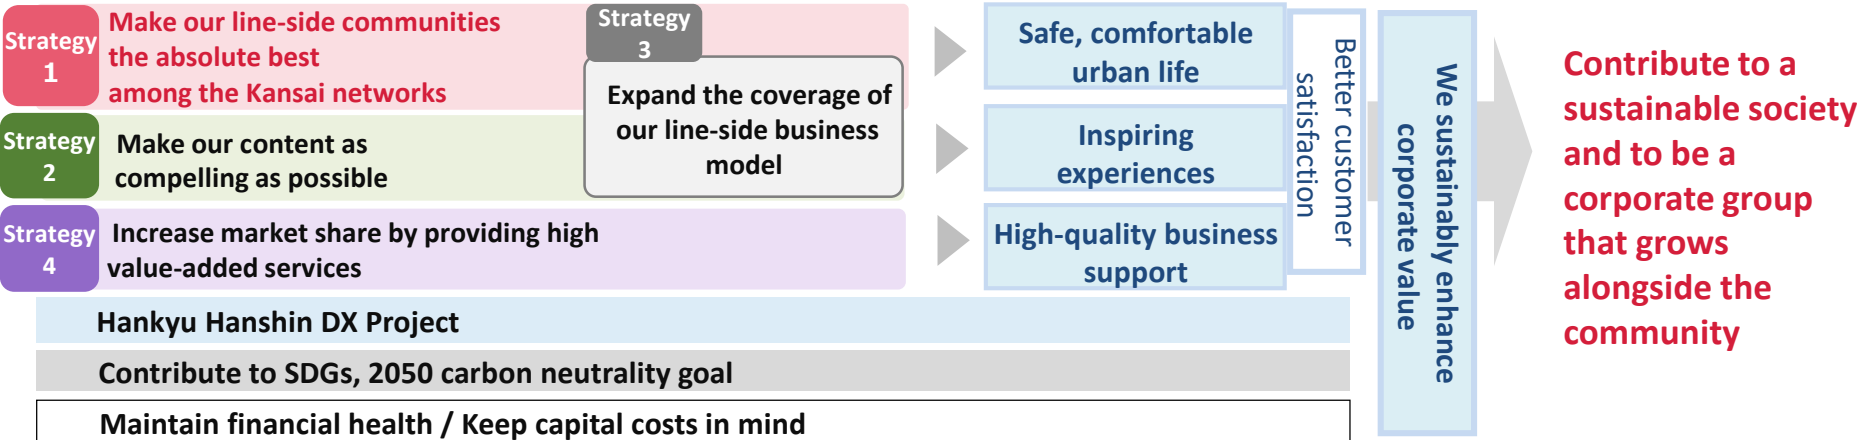 Strategy
1
Make our line-side communities
the absolute best
among the Kansai networks
Strategy
3
Expand the coverage of
our line-side business
model
Strategy
2
Make our content as
compelling as possible
Strategy
4
Increase market share by providing high
value-added services
Safe, comfortable
urban life
Inspiring
experiences
High-quality business
support
Better customer
satisfaction
We sustainably enhance
corporate value
Contribute to a
sustainable society
and to be a
corporate group
that grows
alongside the
community
Hankyu Hanshin DX Project
Contribute to SDGs, 2050 carbon neutrality goal
Maintain financial health / Keep capital costs in mind